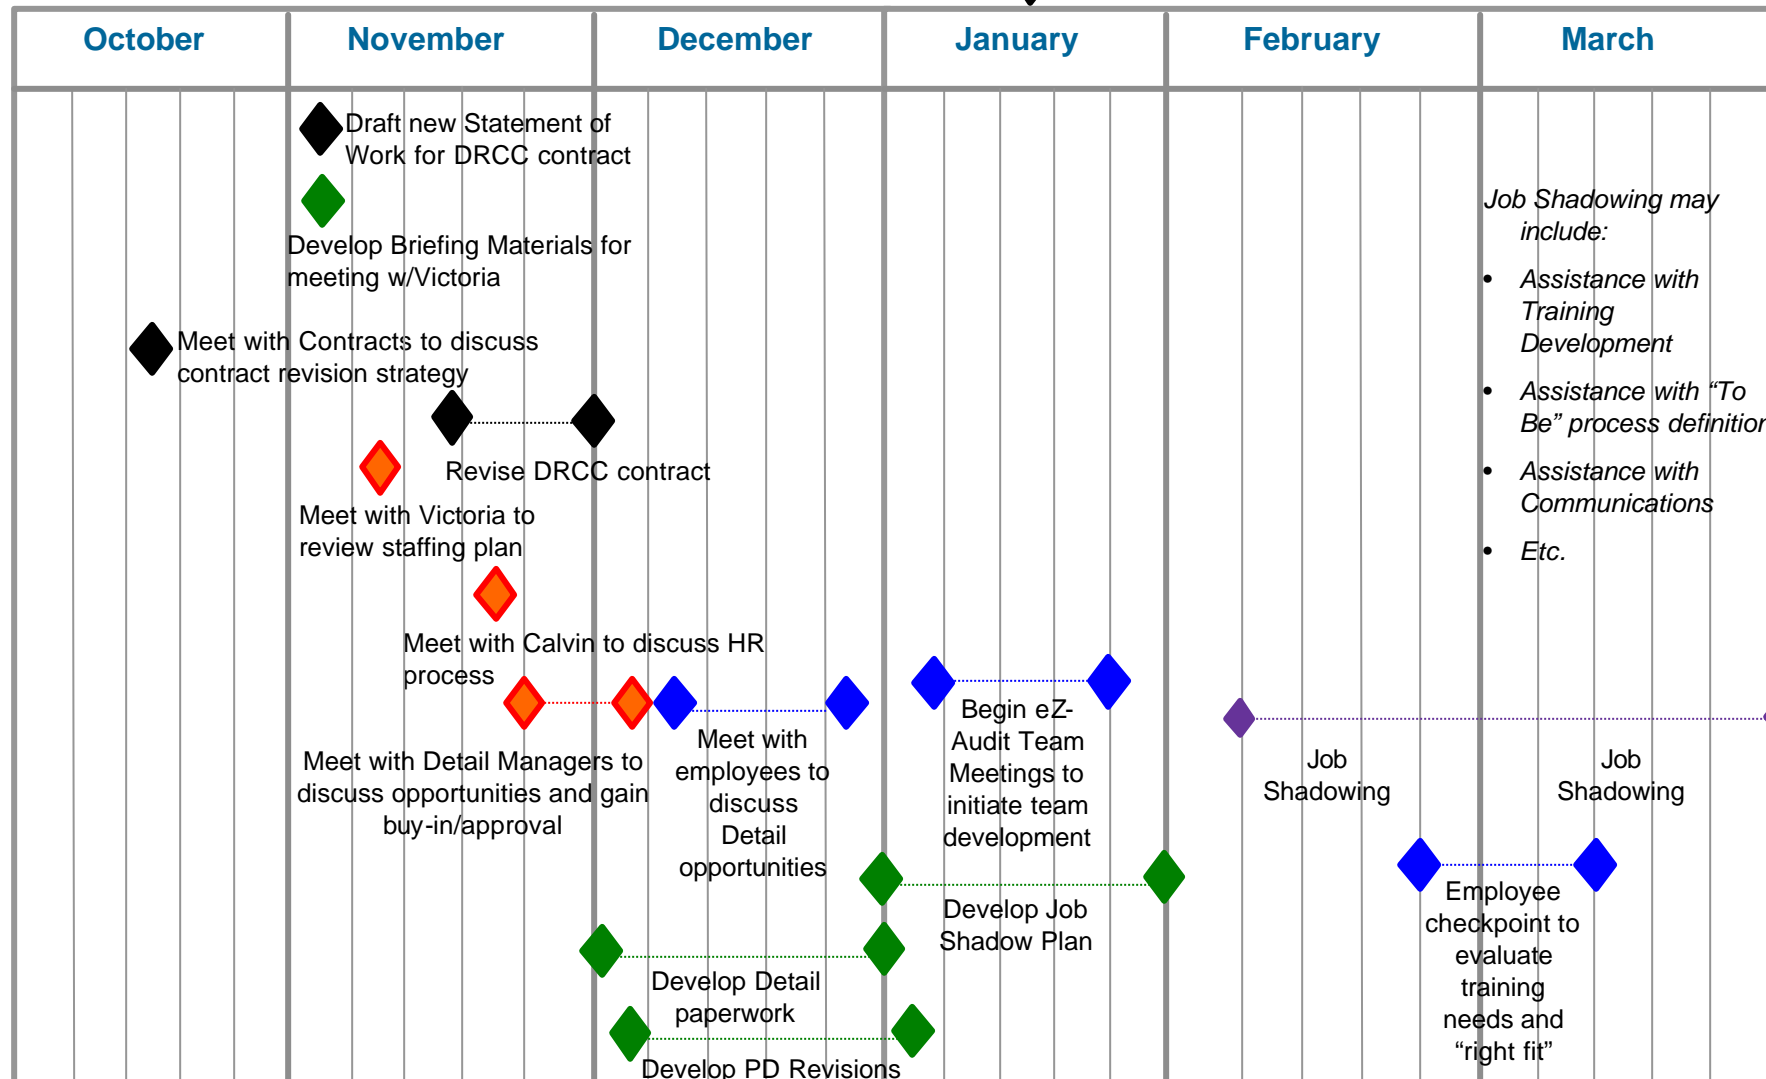 October
November
December
January
February
March
Draft new Statement of
Work for DRCC contract
Develop Briefing Materials for
meeting w/Victoria
Meet with Contracts to discuss
contract revision strategy
Revise DRCC contract
Meet with Victoria to
review staffing plan
Meet with Calvin to discuss HR
process
Meet with Detail Managers to
discuss opportunities and gain
buy-in/approval
Meet with
employees to
discuss
Detail
opportunities
Begin eZ-
Audit Team
Meetings to
initiate team
development
Develop Job
Shadow Plan
Develop Detail
paperwork
Develop PD Revisions
Job
Shadowing
Job
Shadowing
Employee
checkpoint to
evaluate
training
needs and
“right fit”
Job Shadowing may
include:
• Assistance with
Training
Development
• Assistance with “To
Be” process definition
• Assistance with
Communications
• Etc.